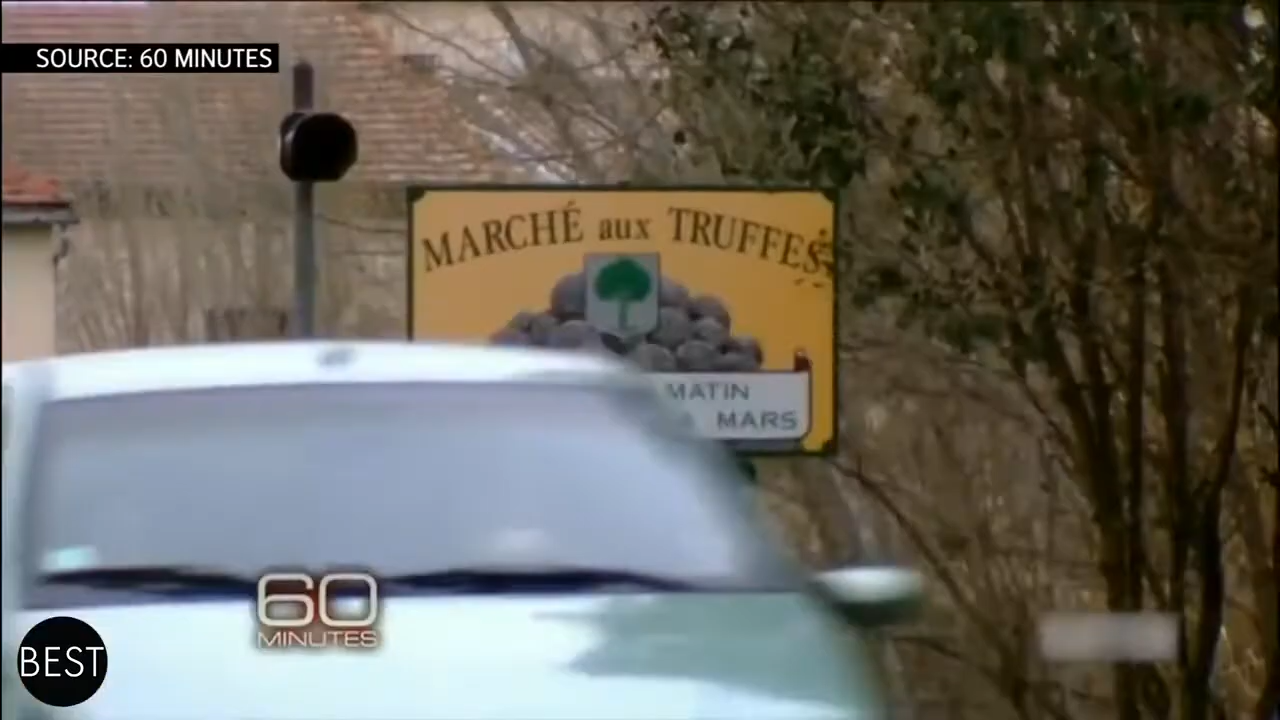 SOURCE: 60 MINUTES
MARCHÉ aux TRUFFES
MATIN
MARS
60
MINUTES
BEST